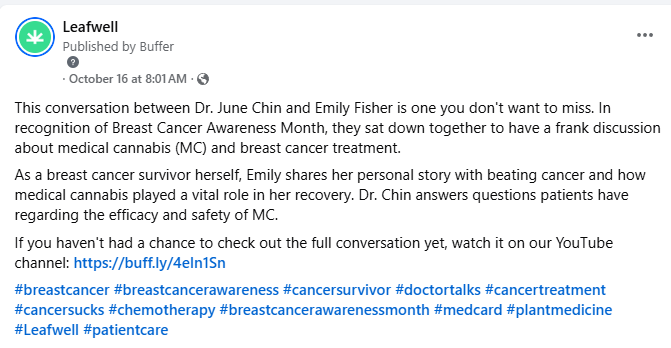 Leafwell
Published by Buffer
· October 16 at 8:01 AM ·
This conversation between Dr. June Chin and Emily Fisher is one you don't want to miss. In
recognition of Breast Cancer Awareness Month, they sat down together to have a frank discussion
about medical cannabis (MC) and breast cancer treatment.
As a breast cancer survivor herself, Emily shares her personal story with beating cancer and how
medical cannabis played a vital role in her recovery. Dr. Chin answers questions patients have
regarding the efficacy and safety of MC.
If you haven't had a chance to check out the full conversation yet, watch it on our YouTube
channel: https://buff.ly/4eIn1Sn
#breastcancer #breastcancerawareness #cancersurvivor #doctortalks #cancertreatment
#cancersucks #chemotherapy #breastcancerawarenessmonth #medcard #plantmedicine
#Leafwell #patientcare